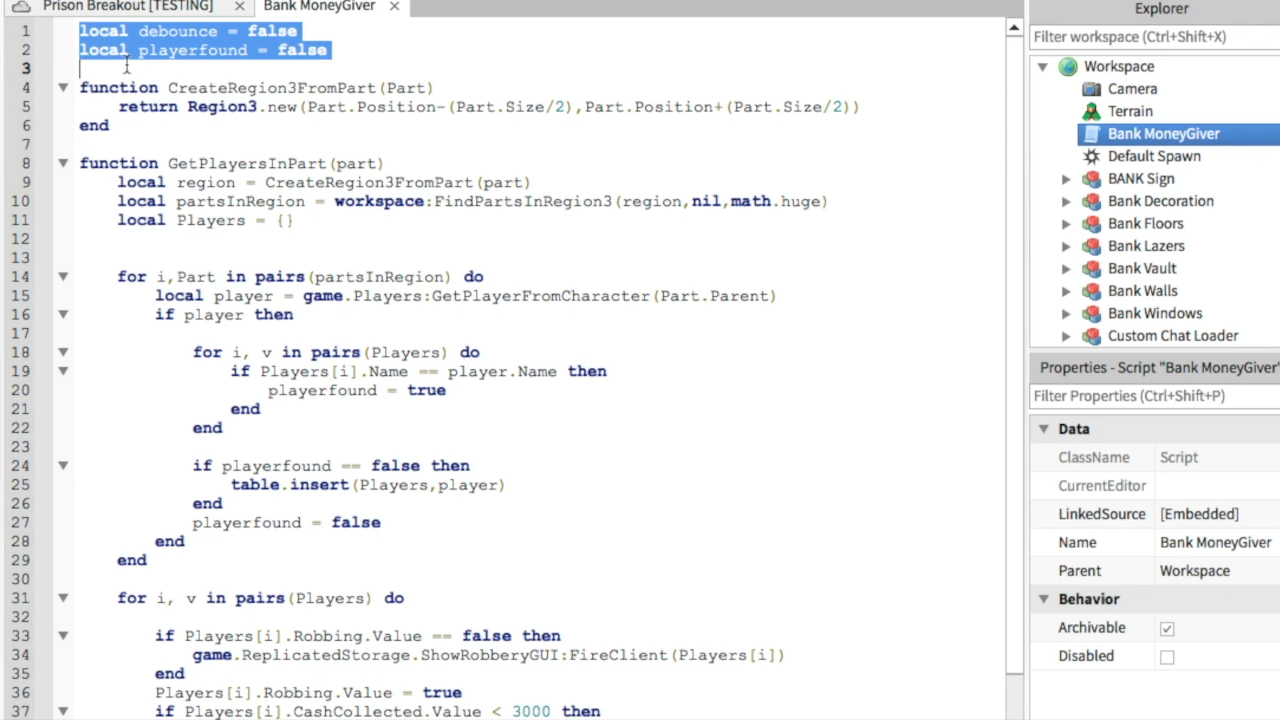 Prison Breakout [TESTING] × Bank MoneyGiver ×
1 local debounce = false
2 local playerfound = false
3
4 function CreateRegion3FromPart(Part)
5 return Region3.new(Part.Position-(Part.Size/2),Part.Position+(Part.Size/2))
6 end
7
8 function GetPlayersInPart(part)
9 local region = CreateRegion3FromPart(part)
10 local partsInRegion = workspace:FindPartsInRegion3(region,nil,math.huge)
11 local Players = {}
12
13
14 for i,Part in pairs(partsInRegion) do
15 local player = game.Players:GetPlayerFromCharacter(Part.Parent)
16 if player then
17
18 for i, v in pairs(Players) do
19 if Players[i].Name == player.Name then
20 playerfound = true
21 end
22 end
23
24 if playerfound == false then
25 table.insert(Players,player)
26 end
27 playerfound = false
28 end
29 end
30
31 for i, v in pairs(Players) do
32
33 if Players[i].Robbing.Value == false then
34 game.ReplicatedStorage.ShowRobberyGUI:FireClient(Players[i])
35 end
36 Players[i].Robbing.Value = true
37 if Players[i].CashCollected.Value < 3000 then
Explorer
Filter workspace (Ctrl+Shift+X)
Workspace
Camera
Terrain
Bank MoneyGiver
Default Spawn
BANK Sign
Bank Decoration
Bank Floors
Bank Lazers
Bank Vault
Bank Walls
Bank Windows
Custom Chat Loader
Properties - Script "Bank MoneyGiver"
Filter Properties (Ctrl+Shift+P)
Data
ClassName Script
CurrentEditor
LinkedSource [Embedded]
Name Bank MoneyGiver
Parent Workspace
Behavior
Archivable
Disabled